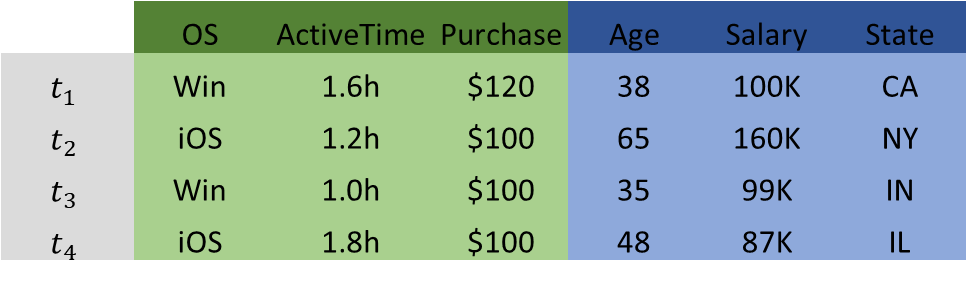 OS ActiveTime Purchase Age Salary State
t1 Win 1.6h $120 38 100K CA
t2 iOS 1.2h $100 65 160K NY
t3 Win 1.0h $100 35 99K IN
t4 iOS 1.8h $100 48 87K IL